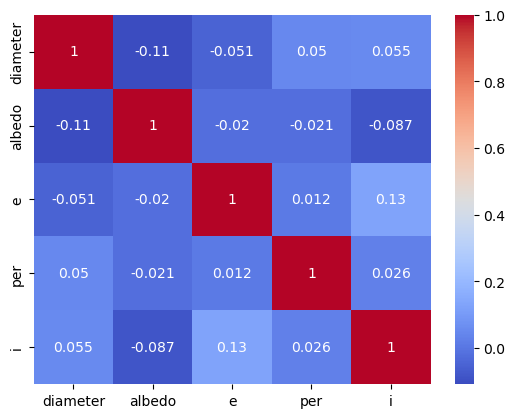 diameter 1 -0.11 -0.051 0.05 0.055
albedo -0.11 1 -0.02 -0.021 -0.087
e -0.051 -0.02 1 0.012 0.13
per 0.05 -0.021 0.012 1 0.026
i 0.055 -0.087 0.13 0.026 1
diameter albedo e per i
1.0
0.8
0.6
0.4
0.2
0.0